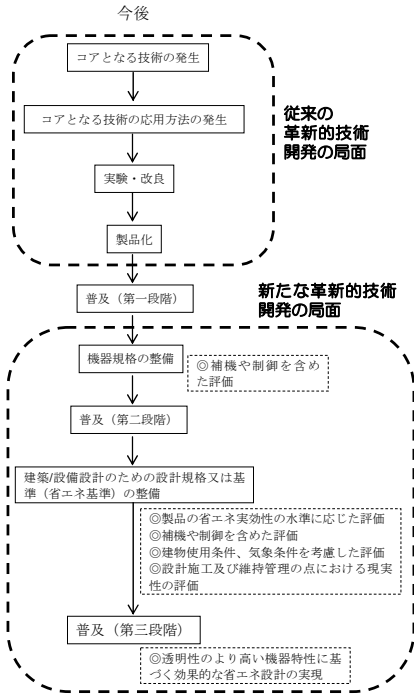 今後
コアとなる技術の発生
コアとなる技術の応用方法の発生
従来の
革新的技術
開発の局面
実験・改良
製品化
普及（第一段階）
新たな革新的技術
開発の局面
機器規格の整備
◎補機や制御を含め
た評価
普及（第二段階）
建築/設備設計のための設計規格又は基
準（省エネ基準）の整備
◎製品の省エネ実効性の水準に応じた評価
◎補機や制御を含めた評価
◎建物使用条件、気象条件を考慮した評価
◎設計施工及び維持管理の点における現実
性の評価
普及（第三段階）
◎透明性のより高い機器特性に基
づく効果的な省エネ設計の実現